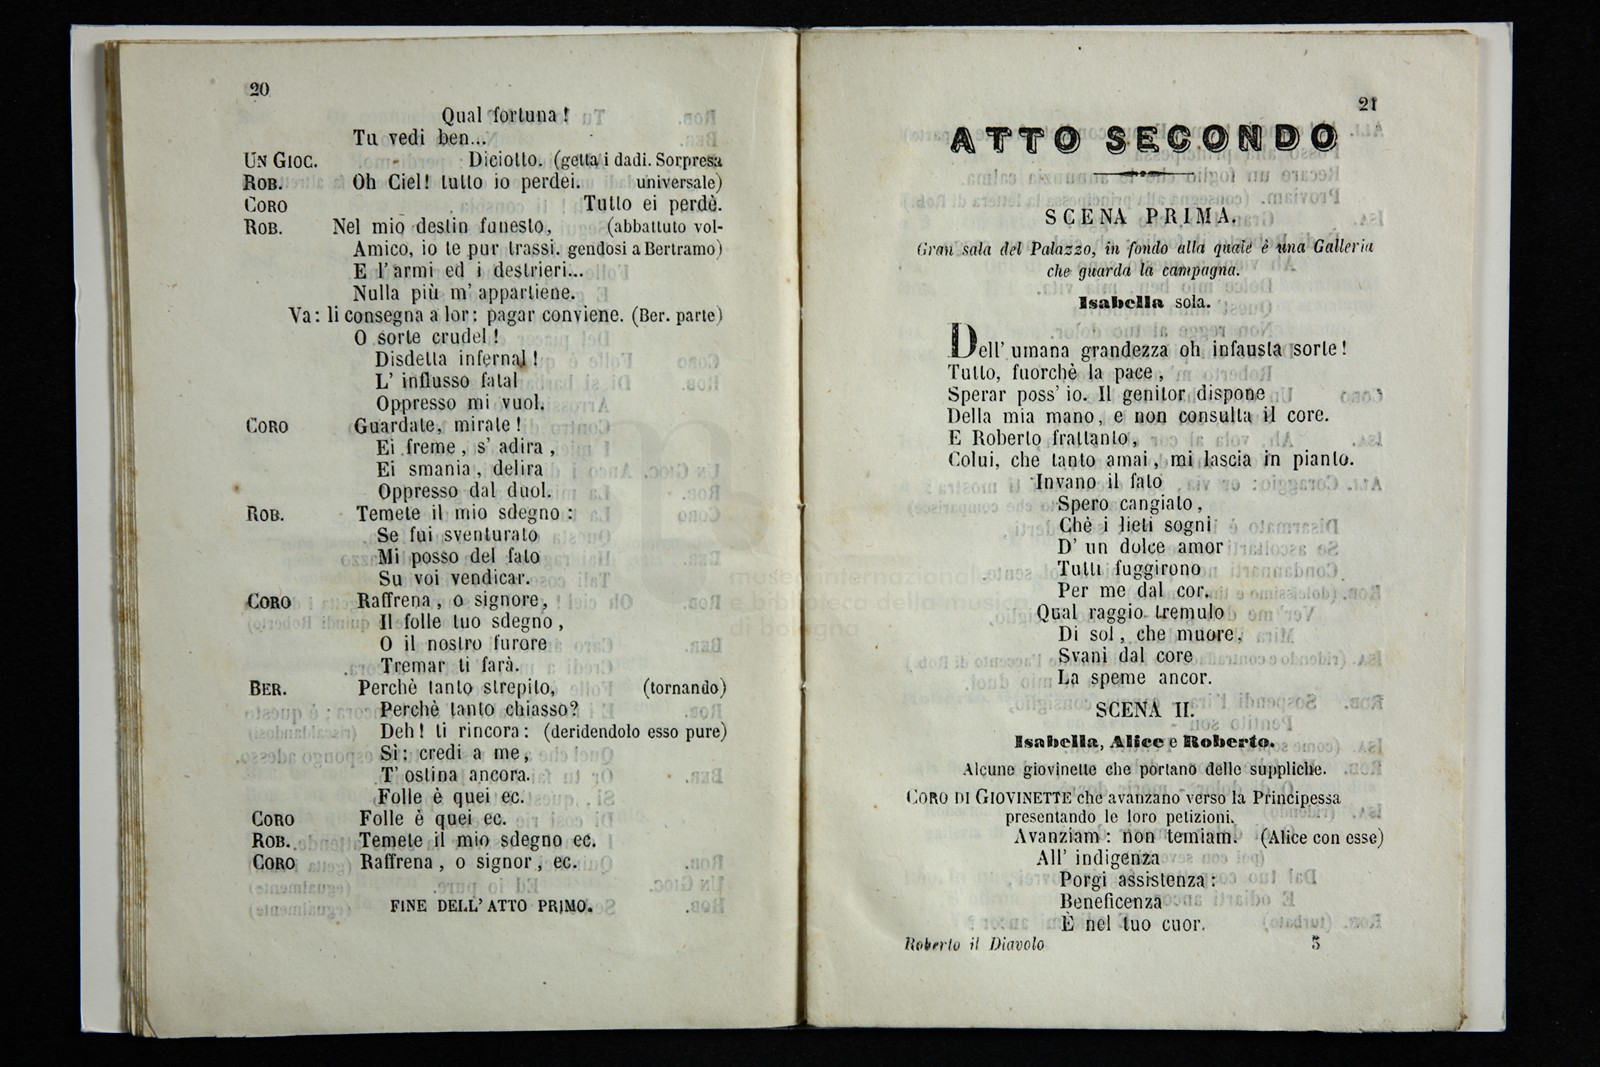 20
Qual fortuna!
Tu vedi ben...
UN GIOC. Diciotto. (getta i dadi. Sorpresa
ROB. Oh Ciel! tutto io perdei. universale)
CORO Tutto ei perdè.
ROB. Nel mio destin funesto, (abbattuto vol-
Amico, io te pur trassi. gendosi a Bertramo)
E l'armi ed i destrieri...
Nulla più m'appartiene.
Va: li consegna a lor: pagar conviene. (Ber. parte)
O sorte crudel!
Disdetta infernal!
L'influsso fatal
Oppresso mi vuol.
CORO Guardate, mirate!
Ei freme, s'adira,
Ei smania, delira
Oppresso dal duol.
ROB. Temete il mio sdegno:
Se fui sventurato
Mi posso del fato
Su voi vendicar.
CORO Raffrena, o signore,
Il folle tuo sdegno,
O il nostro furore
Tremar ti farà.
BER. Perchè tanto strepito, (tornando)
Perchè tanto chiasso?
Deh! ti rincora: (deridendolo esso pure)
Si: credi a me,
T'ostina ancora.
Folle è quei ec.
CORO Folle è quei ec.
ROB. Temete il mio sdegno ec.
CORO Raffrena, o signor, ec.
FINE DELL'ATTO PRIMO.
21
ATTO SECONDO
SCENA PRIMA.
Gran sala del Palazzo, in fondo alla quale è una Galleria
che guarda la campagna.
Isabella sola.
Dell'umana grandezza oh infausta sorte!
Tutto, fuorchè la pace,
Sperar poss'io. Il genitor dispone
Della mia mano, e non consulta il core.
E Roberto frattanto,
Colui, che tanto amai, mi lascia in pianto.
Invano il fato
Spero cangiato,
Chè i lieti sogni
D'un dolce amor
Tutti fuggirono
Per me dal cor.
Qual raggio tremulo
Di sol, che muore,
Svani dal core
La speme ancor.
SCENA II.
Isabella, Alice e Roberto.
Alcune giovinette che portano delle suppliche.
CORO DI GIOVINETTE che avanzano verso la Principessa
presentando le loro petizioni.
Avanziam: non temiam. (Alice con esse)
All'indigenza
Porgi assistenza:
Beneficenza
È nel tuo cuor.
Roberto il Diavolo 3
museo internazionale
e biblioteca della musica
di bologna